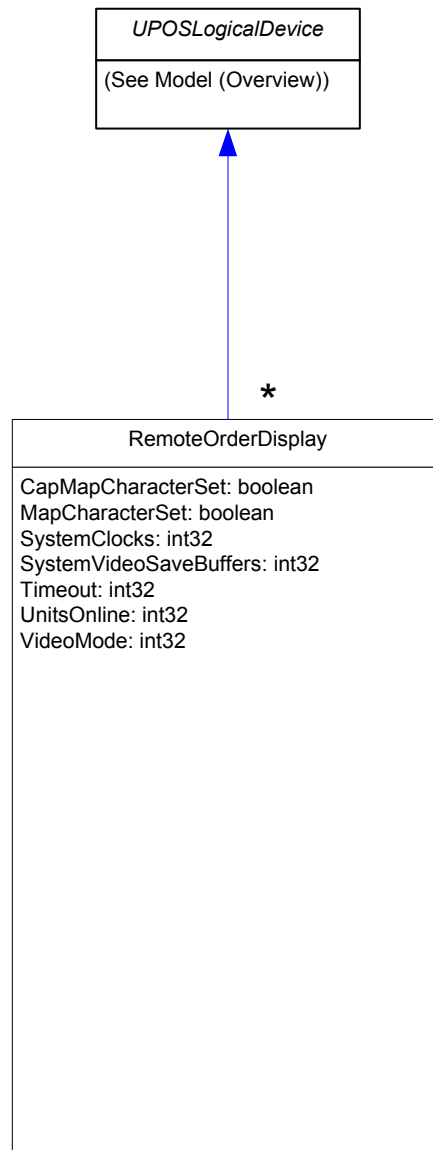 UPOSLogicalDevice
(See Model (Overview))
*
RemoteOrderDisplay
CapMapCharacterSet: boolean
MapCharacterSet: boolean
SystemClocks: int32
SystemVideoSaveBuffers: int32
Timeout: int32
UnitsOnline: int32
VideoMode: int32